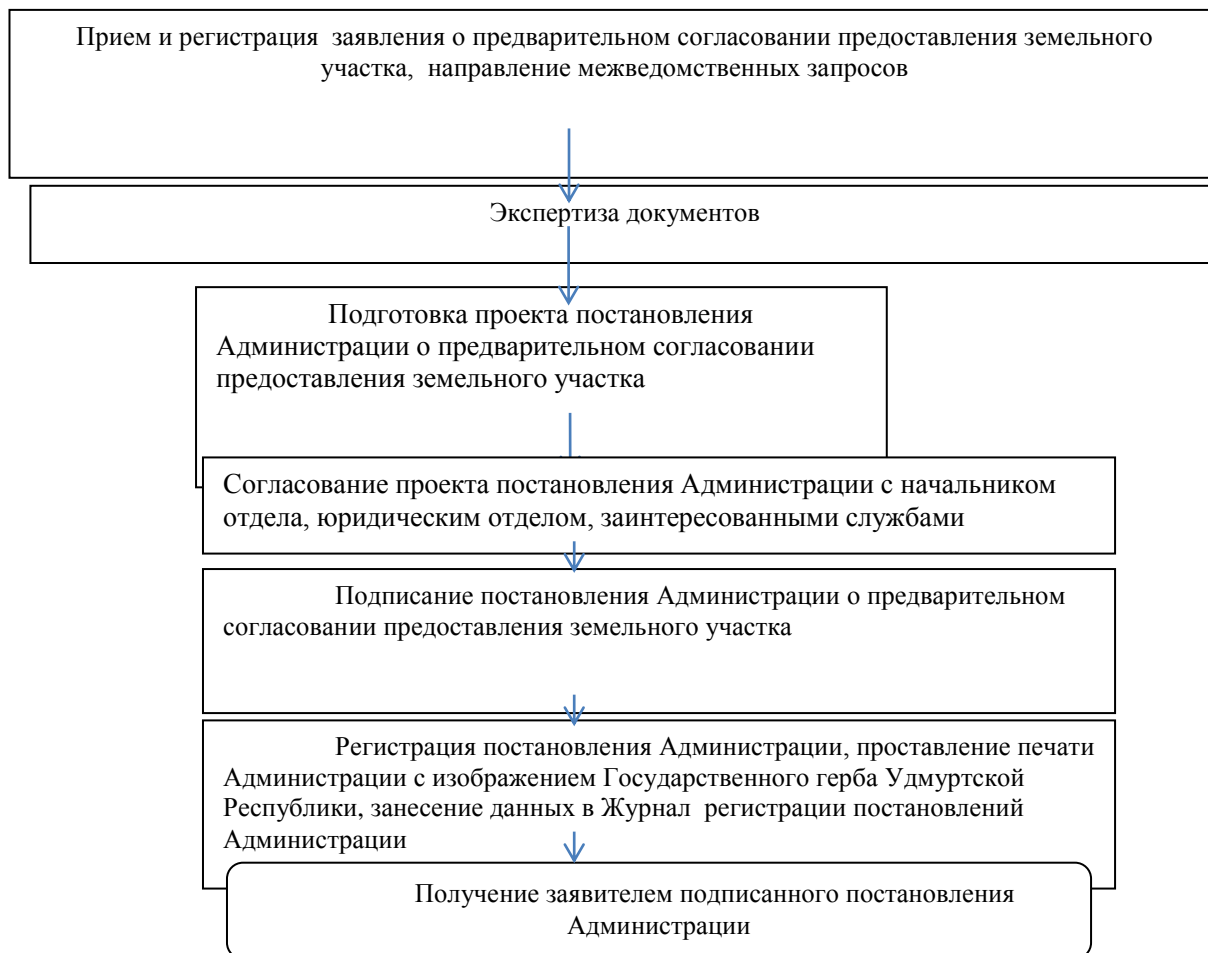 Прием и регистрация заявления о предварительном согласовании предоставления земельного
участка, направление межведомственных запросов
Экспертиза документов
Подготовка проекта постановления
Администрации о предварительном согласовании
предоставления земельного участка
Согласование проекта постановления Администрации с начальником
отдела, юридическим отделом, заинтересованными службами
Подписание постановления Администрации о предварительном
согласовании предоставления земельного участка
Регистрация постановления Администрации, проставление печати
Администрации с изображением Государственного герба Удмуртской
Республики, занесение данных в Журнал регистрации постановлений
Администрации
Получение заявителем подписанного постановления
Администрации